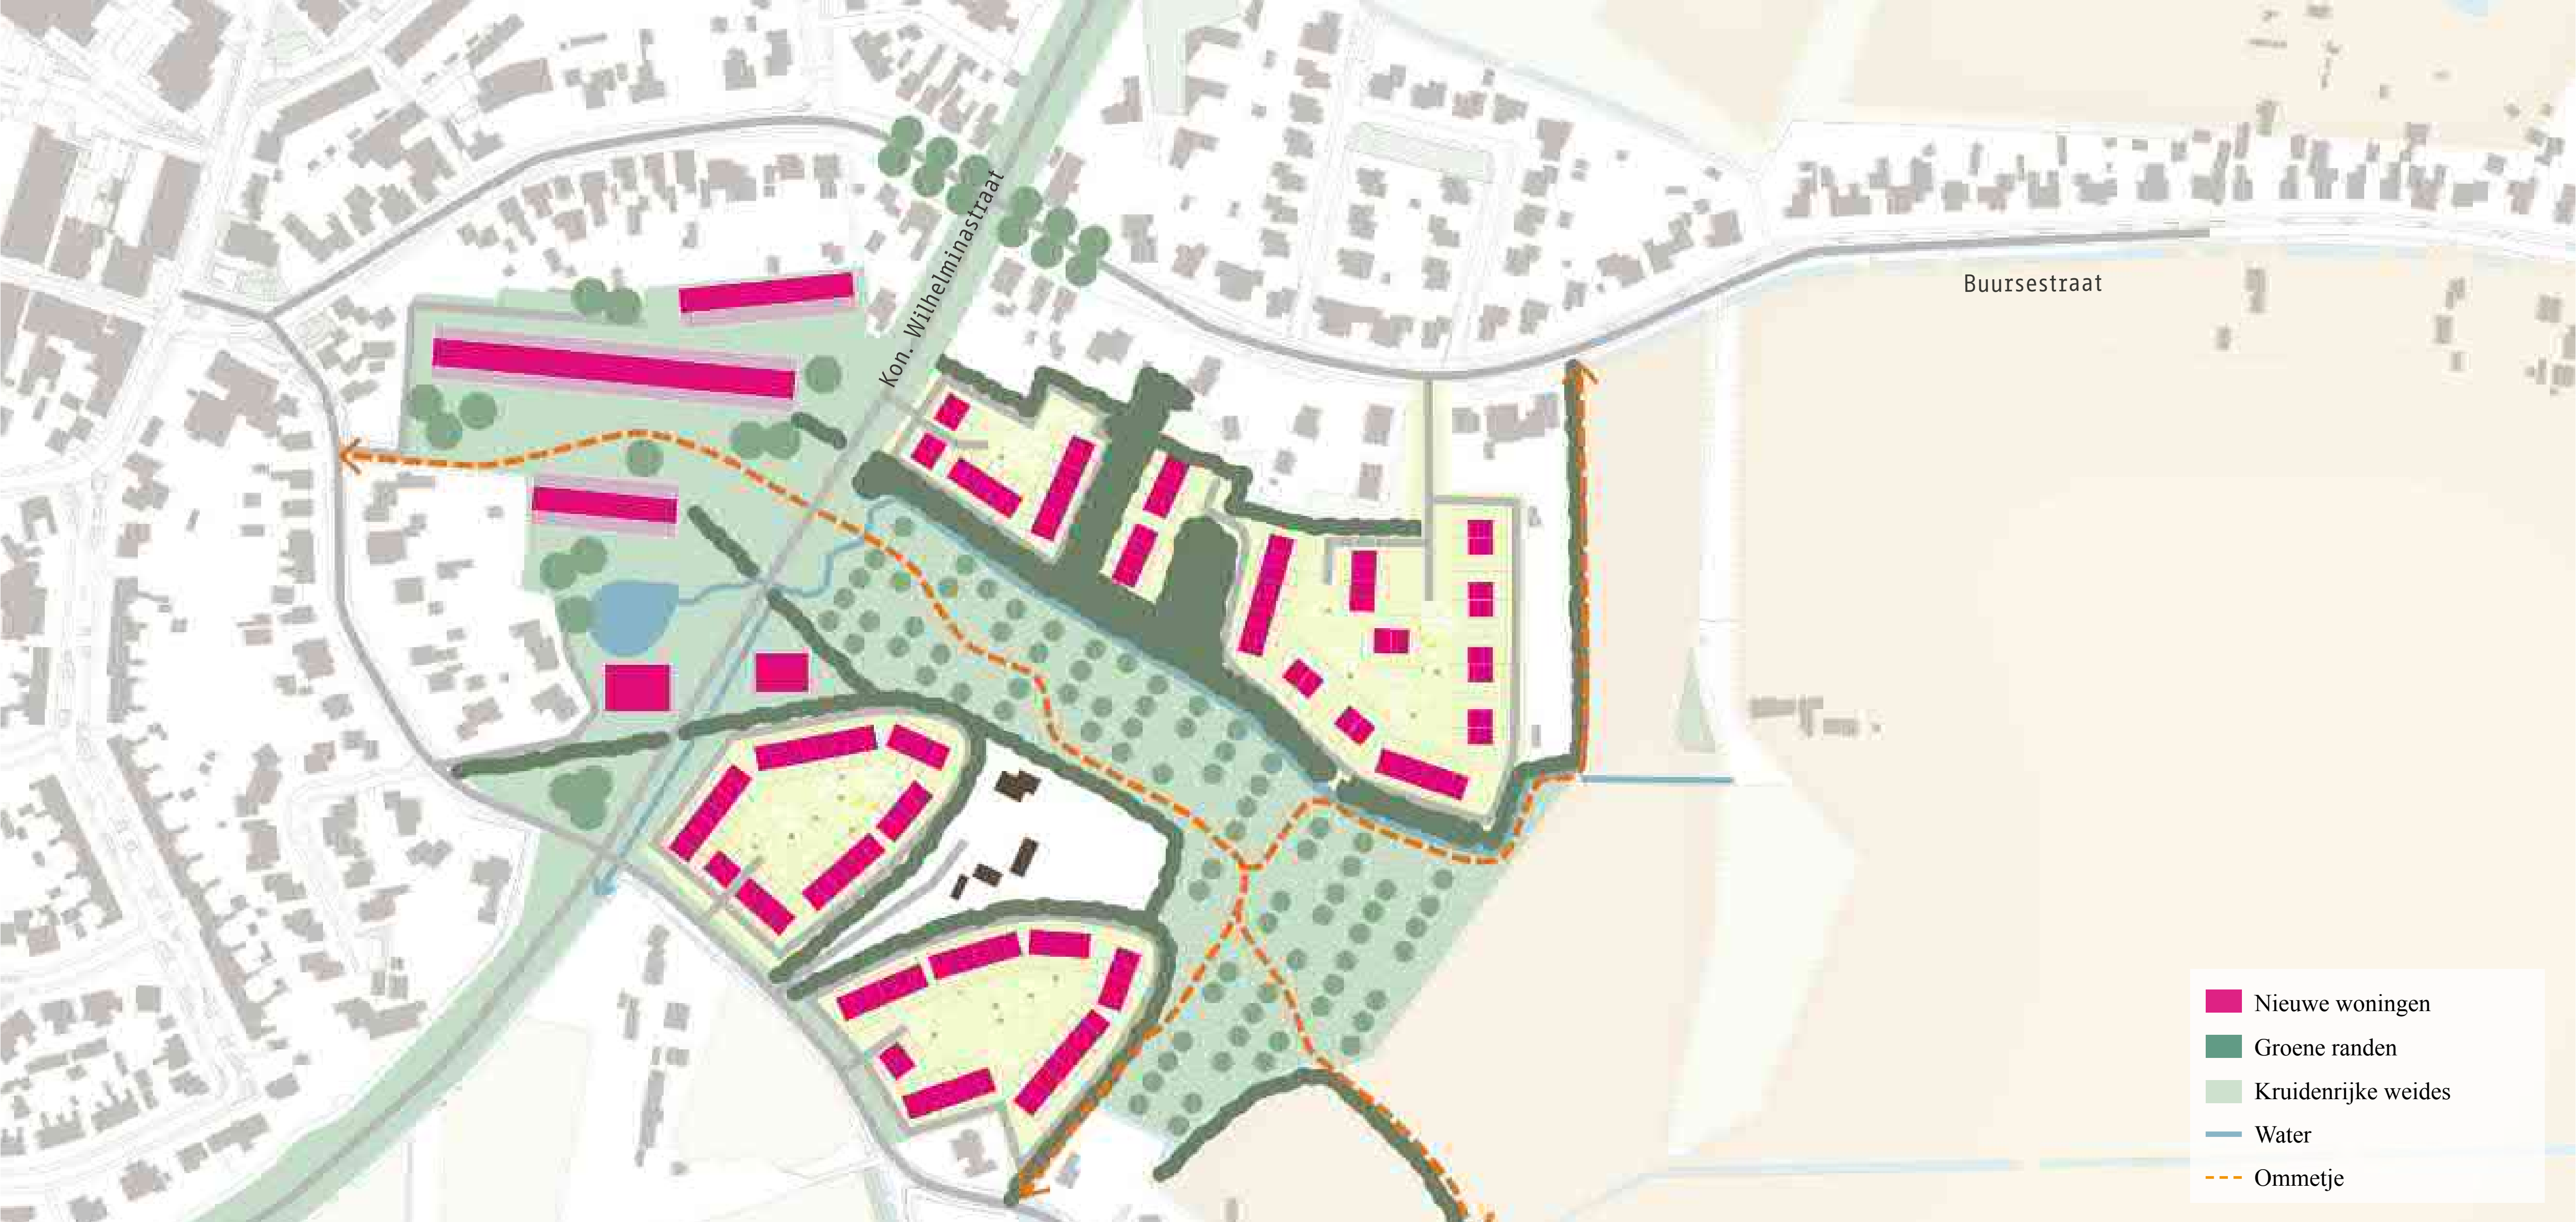 Kon. Wilhelminastraat
Buursestraat
Nieuwe woningen
Groene randen
Kruidenrijke weides
Water
Ommetje